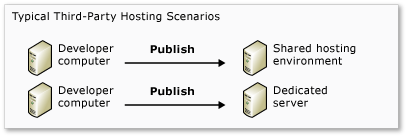 Typical Third-Party Hosting Scenarios
Developer computer
Publish
Shared hosting environment
Developer computer
Publish
Dedicated server